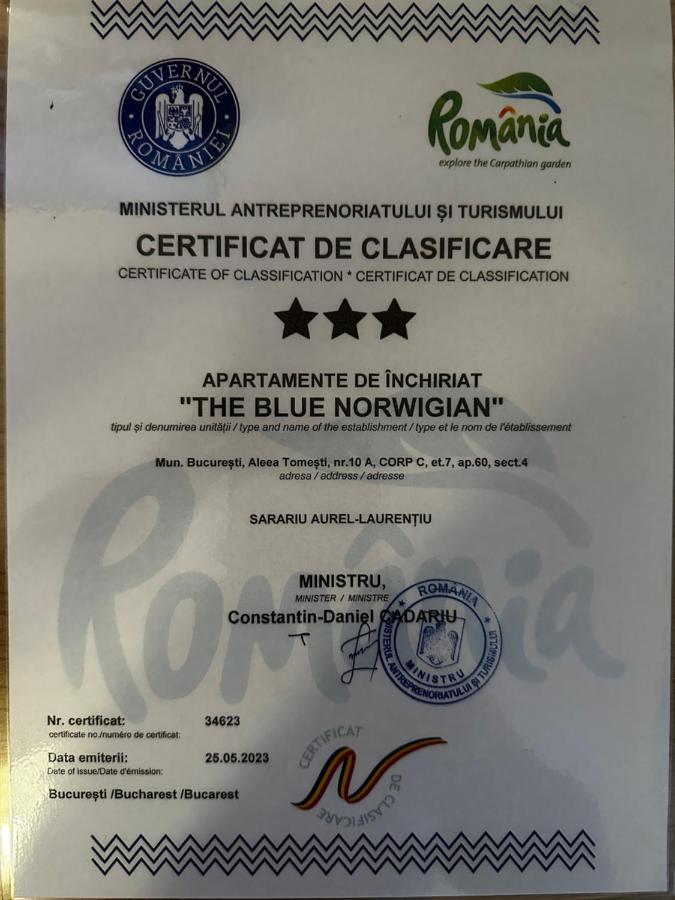 GUVERNUL
ROMÂNIEI
România
explore the Carpathian garden
MINISTERUL ANTREPRENORIATULUI ȘI TURISMULUI
CERTIFICAT DE CLASIFICARE
CERTIFICATE OF CLASSIFICATION * CERTIFICAT DE CLASSIFICATION
APARTAMENTE DE ÎNCHIRIAT
"THE BLUE NORWIGIAN"
tipul și denumirea unității / type and name of the establishment / type et le nom de l'établissement
Mun. București, Aleea Tomești, nr.10 A, CORP C, et.7, ap.60, sect.4
adresa / address / adresse
SARARIU AUREL-LAURENȚIU
România
MINISTRU,
MINISTER / MINISTRE
Constantin-Daniel CADARIU
ROMÂNIA
MINISTERUL ANTREPRENORIATULUI ȘI TURISMULUI
MINISTRU
Nr. certificat: 34623
certificate no./numéro de certificat:
Data emiterii: 25.05.2023
Date of issue/Date d'émission:
București /Bucharest /Bucarest
CERTIFICAT
DE CLASIFICARE